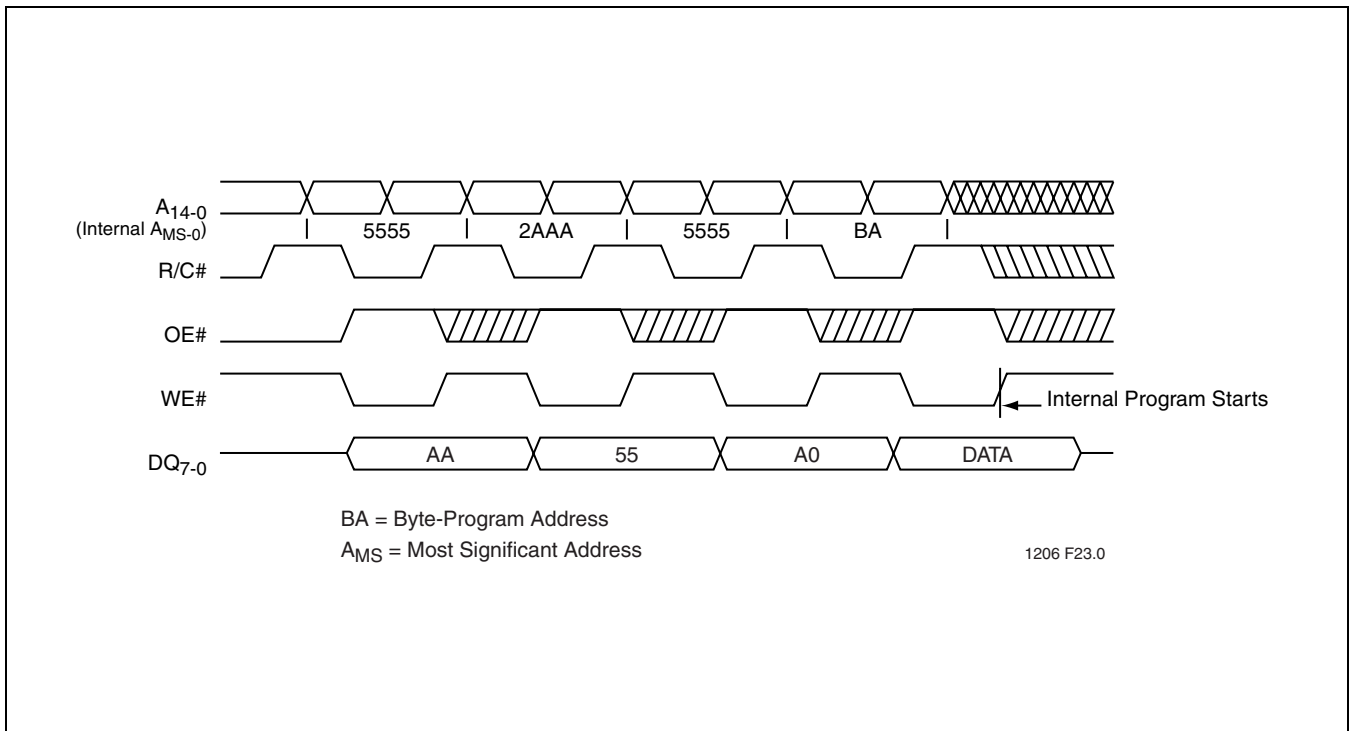 A14-0
(Internal AMS-0)
5555 2AAA 5555 BA
R/C#
OE#
WE#
Internal Program Starts
DQ7-0
AA 55 A0 DATA
BA = Byte-Program Address
AMS = Most Significant Address
1206 F23.0